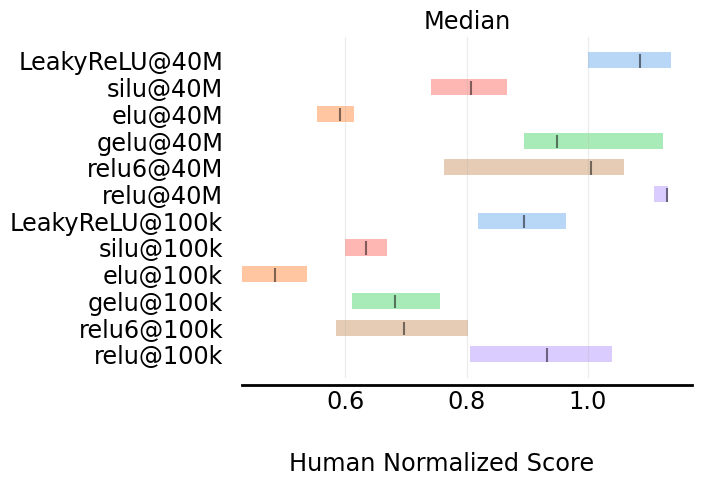 Median
LeakyReLU@40M
silu@40M
elu@40M
gelu@40M
relu6@40M
relu@40M
LeakyReLU@100k
silu@100k
elu@100k
gelu@100k
relu6@100k
relu@100k
0.6 0.8 1.0
Human Normalized Score